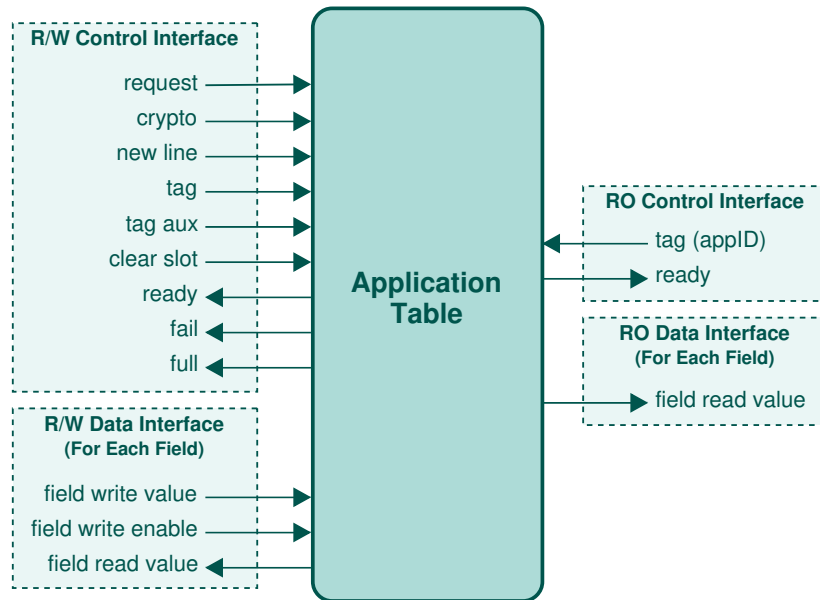 R/W Control Interface
request
crypto
new line
tag
tag aux
clear slot
ready
fail
full
R/W Data Interface
(For Each Field)
field write value
field write enable
field read value
Application
Table
RO Control Interface
tag (appID)
ready
RO Data Interface
(For Each Field)
field read value